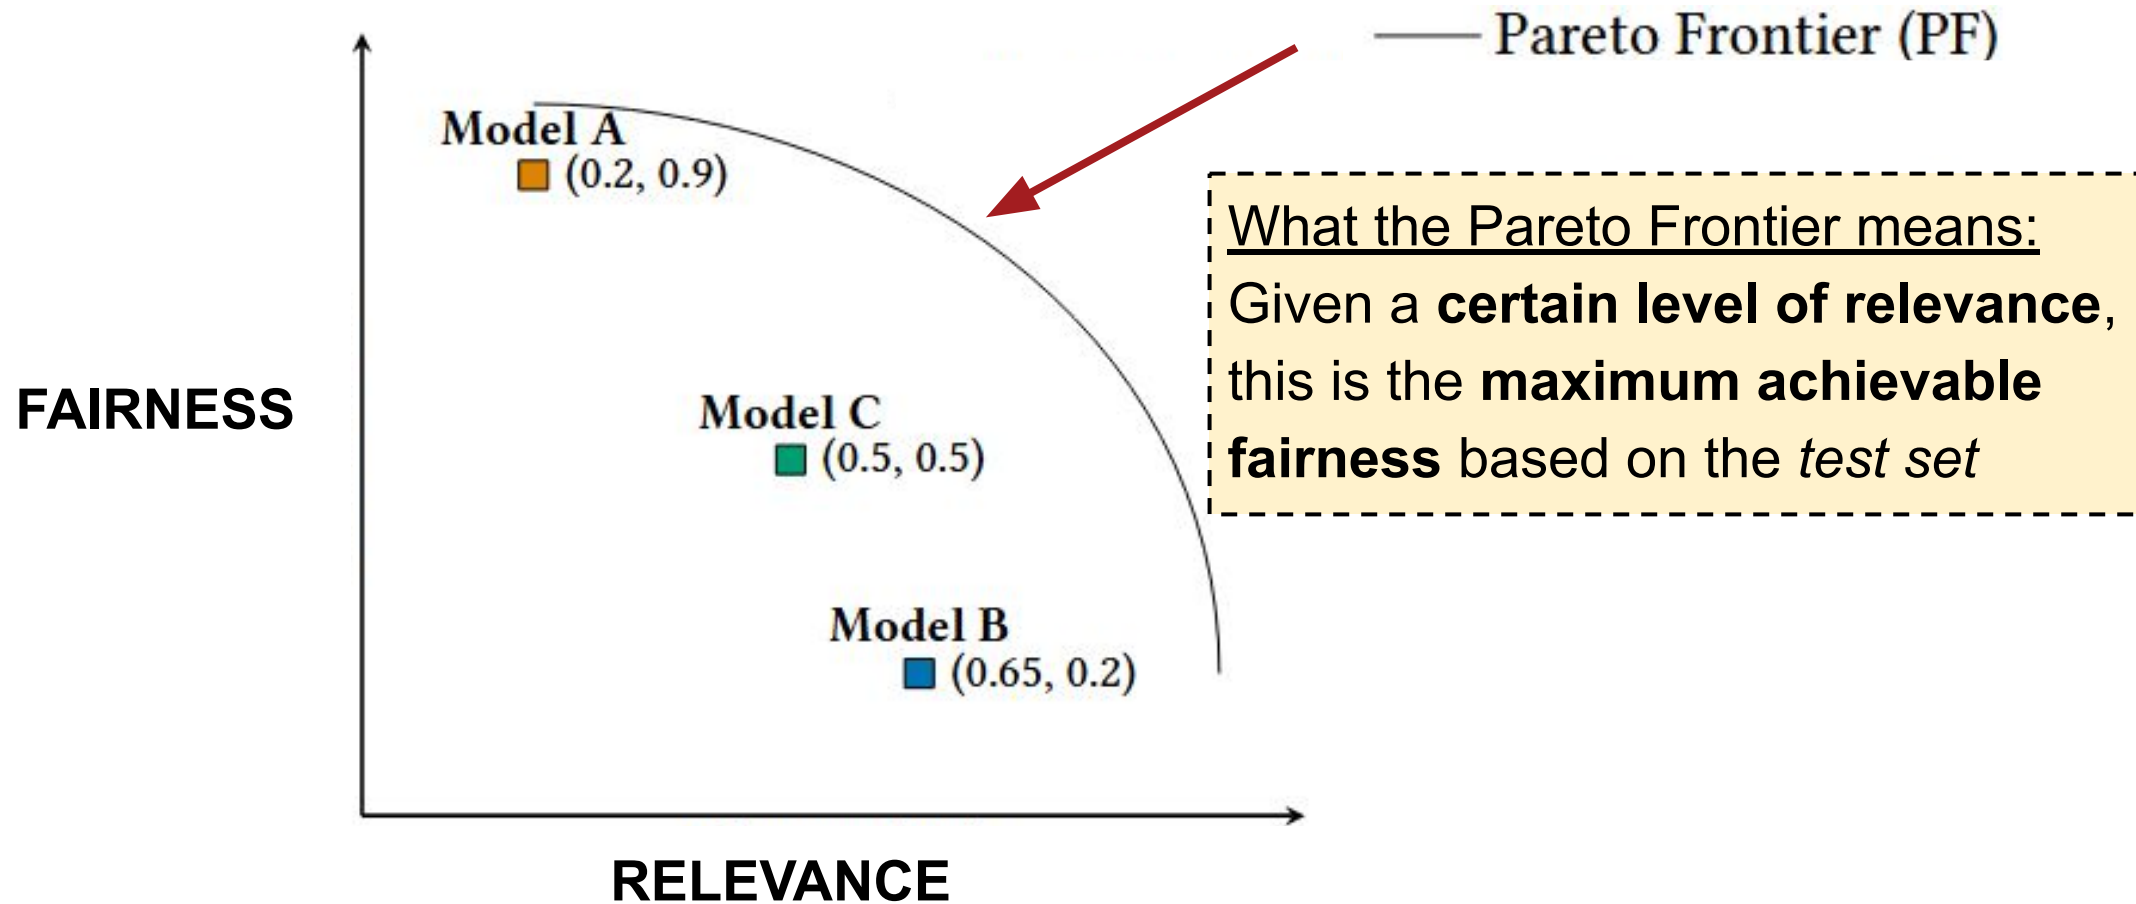 Pareto Frontier (PF)
Model A
(0.2, 0.9)
What the Pareto Frontier means:
Given a certain level of relevance,
this is the maximum achievable
fairness based on the test set
FAIRNESS
Model C
(0.5, 0.5)
Model B
(0.65, 0.2)
RELEVANCE